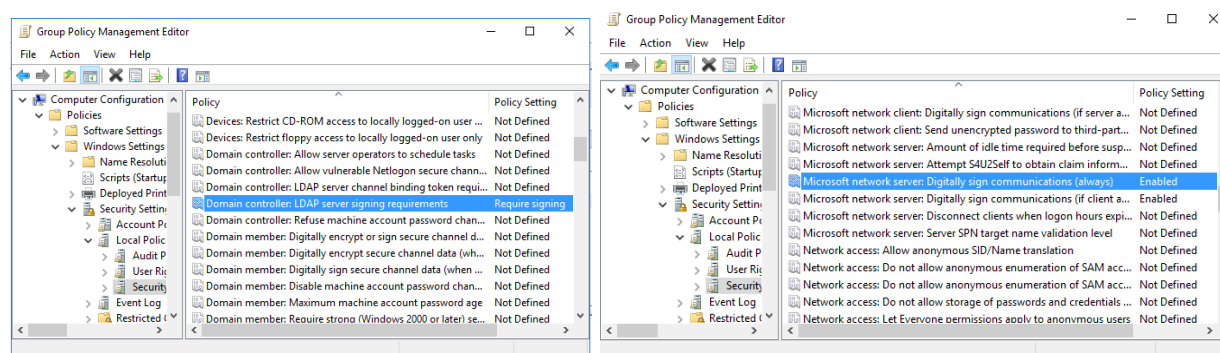 Group Policy Management Editor
File Action View Help
Computer Configuration
Policies
Software Settings
Windows Settings
Name Resoluti
Scripts (Startup
Deployed Print
Security Setting
Account Po
Local Polic
Audit P
User Rig
Security
Event Log
Restricted
Policy Policy Setting
Devices: Restrict CD-ROM access to locally logged-on user ... Not Defined
Devices: Restrict floppy access to locally logged-on user only Not Defined
Domain controller: Allow server operators to schedule tasks Not Defined
Domain controller: Allow vulnerable Netlogon secure chann... Not Defined
Domain controller: LDAP server channel binding token requi... Not Defined
Domain controller: LDAP server signing requirements Require signing
Domain controller: Refuse machine account password chan... Not Defined
Domain member: Digitally encrypt or sign secure channel d... Not Defined
Domain member: Digitally encrypt secure channel data (wh... Not Defined
Domain member: Digitally sign secure channel data (when ... Not Defined
Domain member: Disable machine account password chan... Not Defined
Domain member: Maximum machine account password age Not Defined
Domain member: Require strong (Windows 2000 or later) se... Not Defined
Group Policy Management Editor
File Action View Help
Computer Configuration
Policies
Software Settings
Windows Settings
Name Resoluti
Scripts (Startup
Deployed Print
Security Setting
Account Po
Local Polic
Audit P
User Rig
Security
Event Log
Restricted
Policy Policy Setting
Microsoft network client: Digitally sign communications (if server a... Not Defined
Microsoft network client: Send unencrypted password to third-part... Not Defined
Microsoft network server: Amount of idle time required before susp... Not Defined
Microsoft network server: Attempt S4U2Self to obtain claim inform... Not Defined
Microsoft network server: Digitally sign communications (always) Enabled
Microsoft network server: Digitally sign communications (if client a... Enabled
Microsoft network server: Disconnect clients when logon hours expi... Not Defined
Microsoft network server: Server SPN target name validation level Not Defined
Network access: Allow anonymous SID/Name translation Not Defined
Network access: Do not allow anonymous enumeration of SAM acc... Not Defined
Network access: Do not allow anonymous enumeration of SAM acc... Not Defined
Network access: Do not allow storage of passwords and credentials ... Not Defined
Network access: Let Everyone permissions apply to anonymous users Not Defined